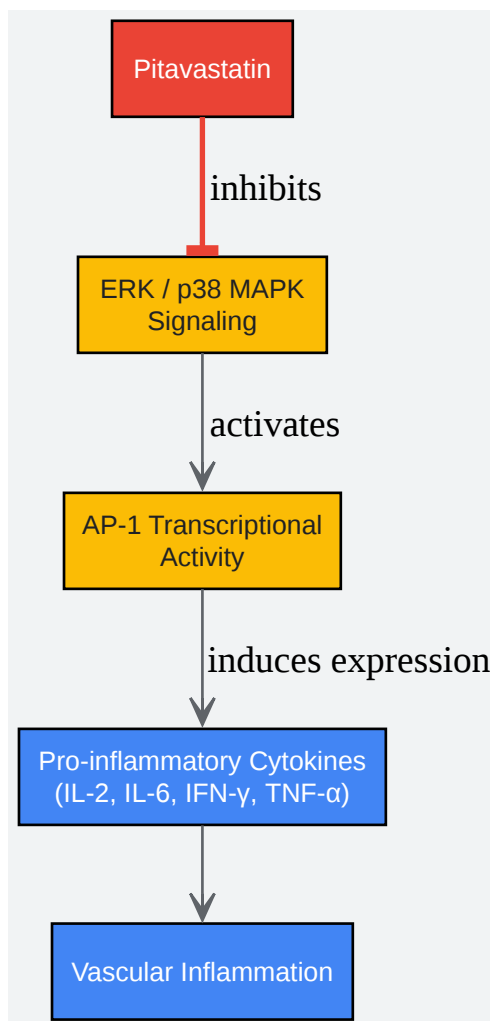 Pitavastatin
inhibits
ERK / p38 MAPK
Signaling
activates
AP-1 Transcriptional
Activity
induces expression
Pro-inflammatory Cytokines
(IL-2, IL-6, IFN-γ, TNF-α)
Vascular Inflammation